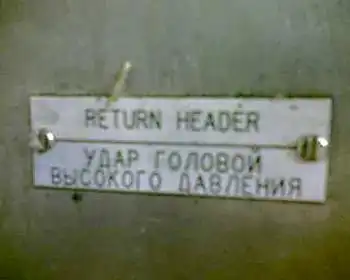 RETURN HEADER
УДАР ГОЛОВОЙ
ВЫСОКОГО ДАВЛЕНИЯ